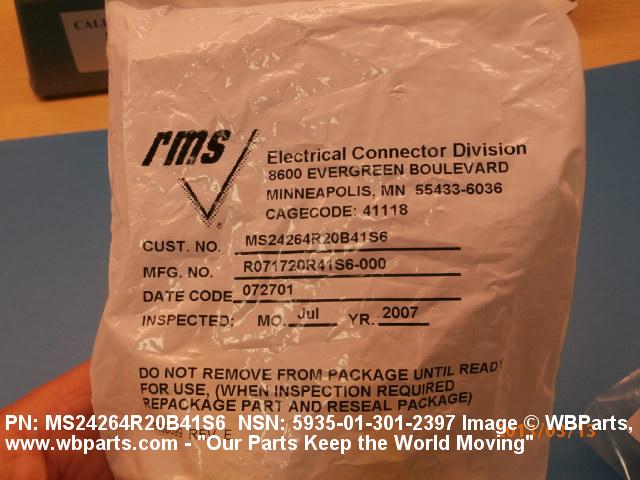 CALI
rms
Electrical Connector Division
8600 EVERGREEN BOULEVARD
MINNEAPOLIS, MN 55433-6036
CAGECODE: 41118
CUST. NO. MS24264R20B41S6
MFG. NO. R071720R41S6-000
DATE CODE 072701
INSPECTED: MO. Jul YR. 2007
DO NOT REMOVE FROM PACKAGE UNTIL READY
FOR USE, (WHEN INSPECTION REQUIRED
REPACKAGE PART AND RESEAL PACKAGE)
PN: MS24264R20B41S6 NSN: 5935-01-301-2397 Image © WBParts,
www.wbparts.com - "Our Parts Keep the World Moving"